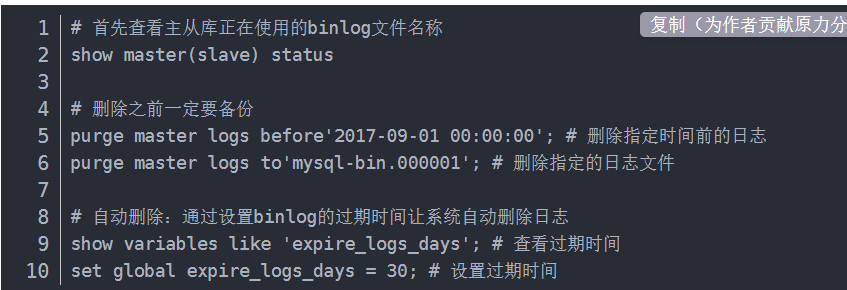 复制（为作者贡献原力分
1 # 首先查看主从库正在使用的binlog文件名称
2 show master(slave) status
3
4 # 删除之前一定要备份
5 purge master logs before'2017-09-01 00:00:00'; # 删除指定时间前的日志
6 purge master logs to'mysql-bin.000001'; # 删除指定的日志文件
7
8 # 自动删除：通过设置binlog的过期时间让系统自动删除日志
9 show variables like 'expire_logs_days'; # 查看过期时间
10 set global expire_logs_days = 30; # 设置过期时间